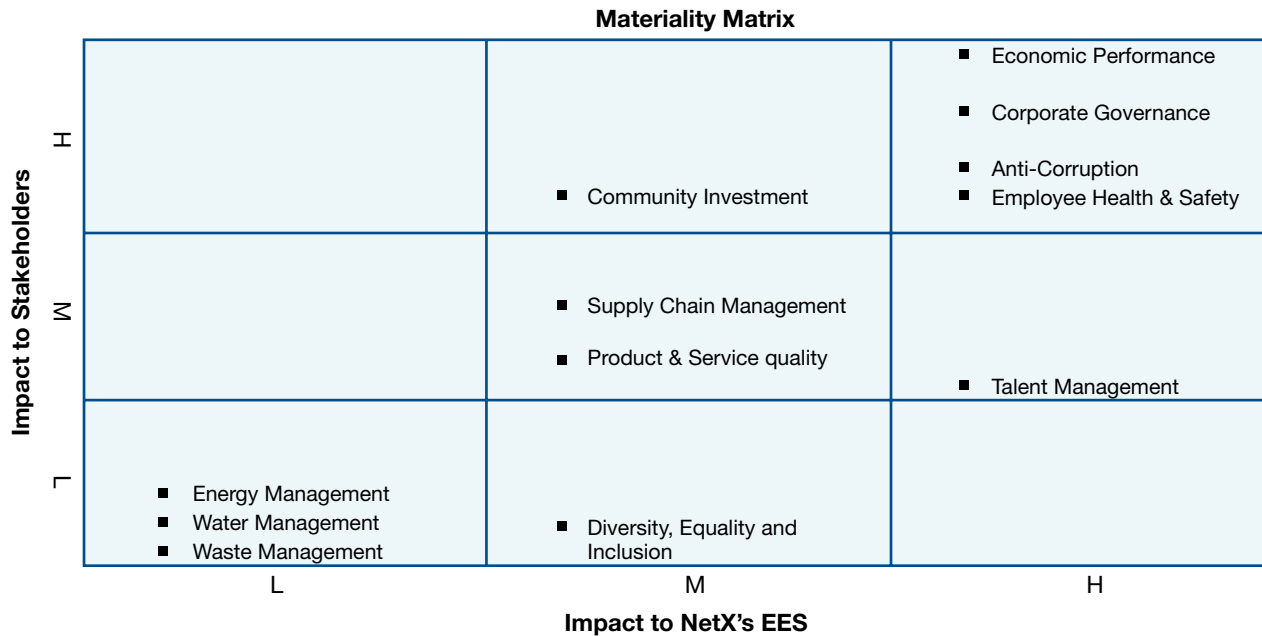 Materiality Matrix
Impact to Stakeholders
H
M
L
Economic Performance
Corporate Governance
Anti-Corruption
Employee Health & Safety
Community Investment
Supply Chain Management
Product & Service quality
Talent Management
Energy Management
Water Management
Waste Management
Diversity, Equality and
Inclusion
L
M
H
Impact to NetX's EES